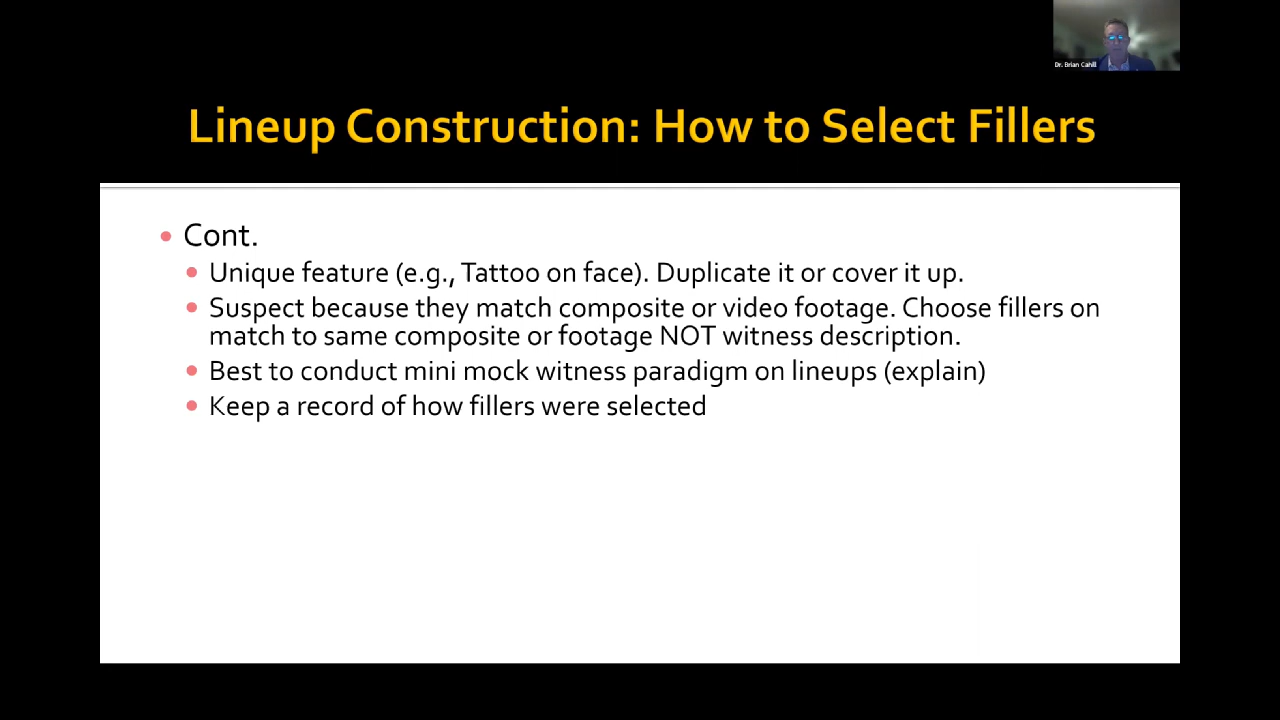 Dr. Brian Cahill
Lineup Construction: How to Select Fillers
Cont.
Unique feature (e.g., Tattoo on face). Duplicate it or cover it up.
Suspect because they match composite or video footage. Choose fillers on
match to same composite or footage NOT witness description.
Best to conduct mini mock witness paradigm on lineups (explain)
Keep a record of how fillers were selected